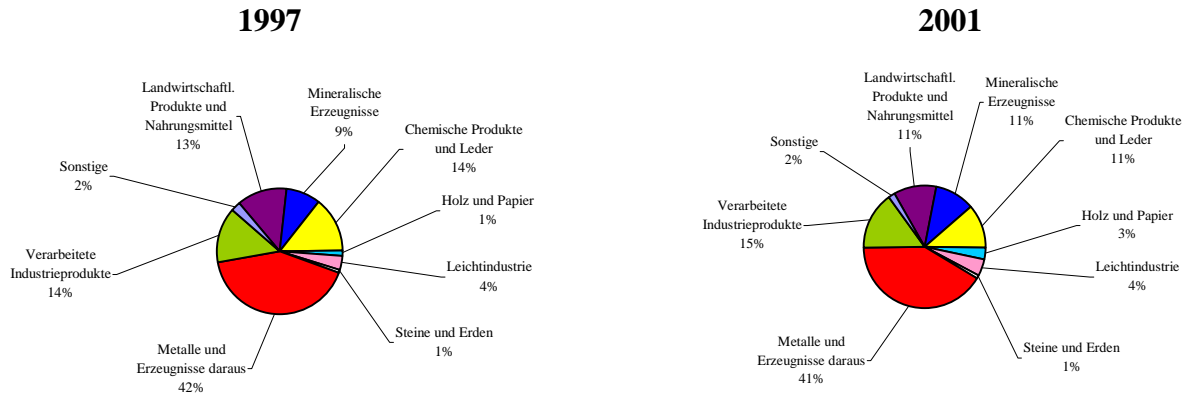 1997
Landwirtschaftl.
Produkte und
Nahrungsmittel
13%
Mineralische
Erzeugnisse
9%
Chemische Produkte
und Leder
14%
Holz und Papier
1%
Leichtindustrie
4%
Steine und Erden
1%
Metalle und
Erzeugnisse daraus
42%
Verarbeitete
Industrieprodukte
14%
Sonstige
2%
2001
Landwirtschaftl.
Produkte und
Nahrungsmittel
11%
Mineralische
Erzeugnisse
11%
Chemische Produkte
und Leder
11%
Holz und Papier
3%
Leichtindustrie
4%
Steine und Erden
1%
Metalle und
Erzeugnisse daraus
41%
Verarbeitete
Industrieprodukte
15%
Sonstige
2%